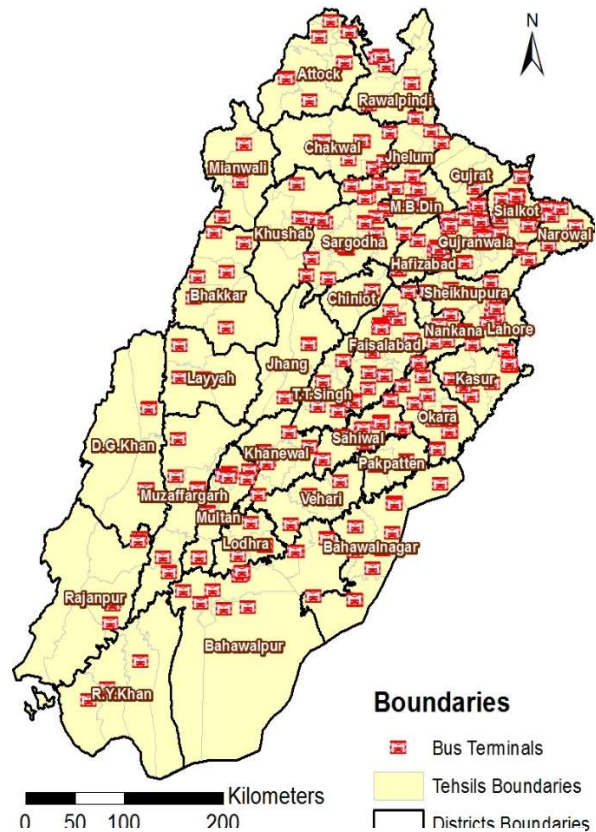 N
Attock
Rawalpindi
Chakwal
Jhelum
Mianwali
Gujrat
M.B.Din
Sialkot
Khushab
Sargodha
Gujranwala
Narowal
Hafizabad
Bhakkar
Chiniot
Sheikhupura
Nankana
Lahore
Faisalabad
Jhang
Layyah
T.T.Singh
Kasur
Okara
D.G.Khan
Sahiwal
Khanewal
Pakpatten
Muzaffargarh
Vehari
Multan
Lodhra
Bahawalnagar
Rajanpur
Bahawalpur
R.Y.Khan
Boundaries
Bus Terminals
Tehsils Boundaries
Districts Boundaries
Kilometers
0 50 100 200